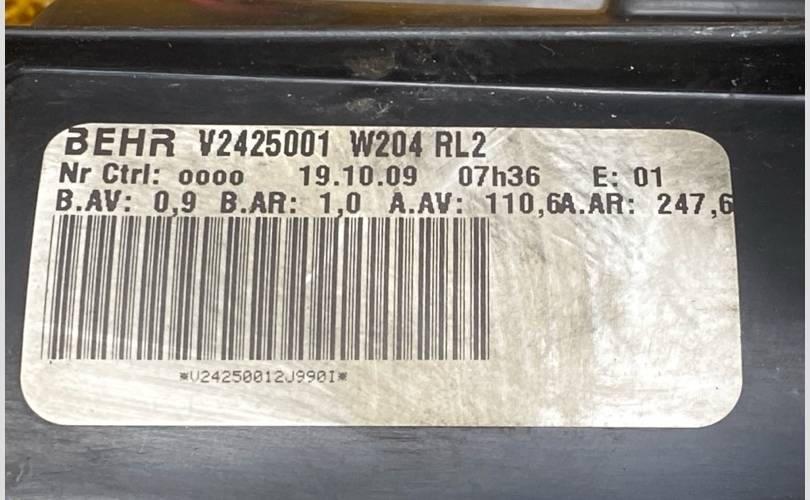 BEHR V2425001 W204 RL2
Nr Ctrl: oooo 19.10.09 07h36 E: 01
B.AV: 0,9 B.AR: 1,0 A.AV: 110,6A.AR: 247,6
*V24250012J990I*